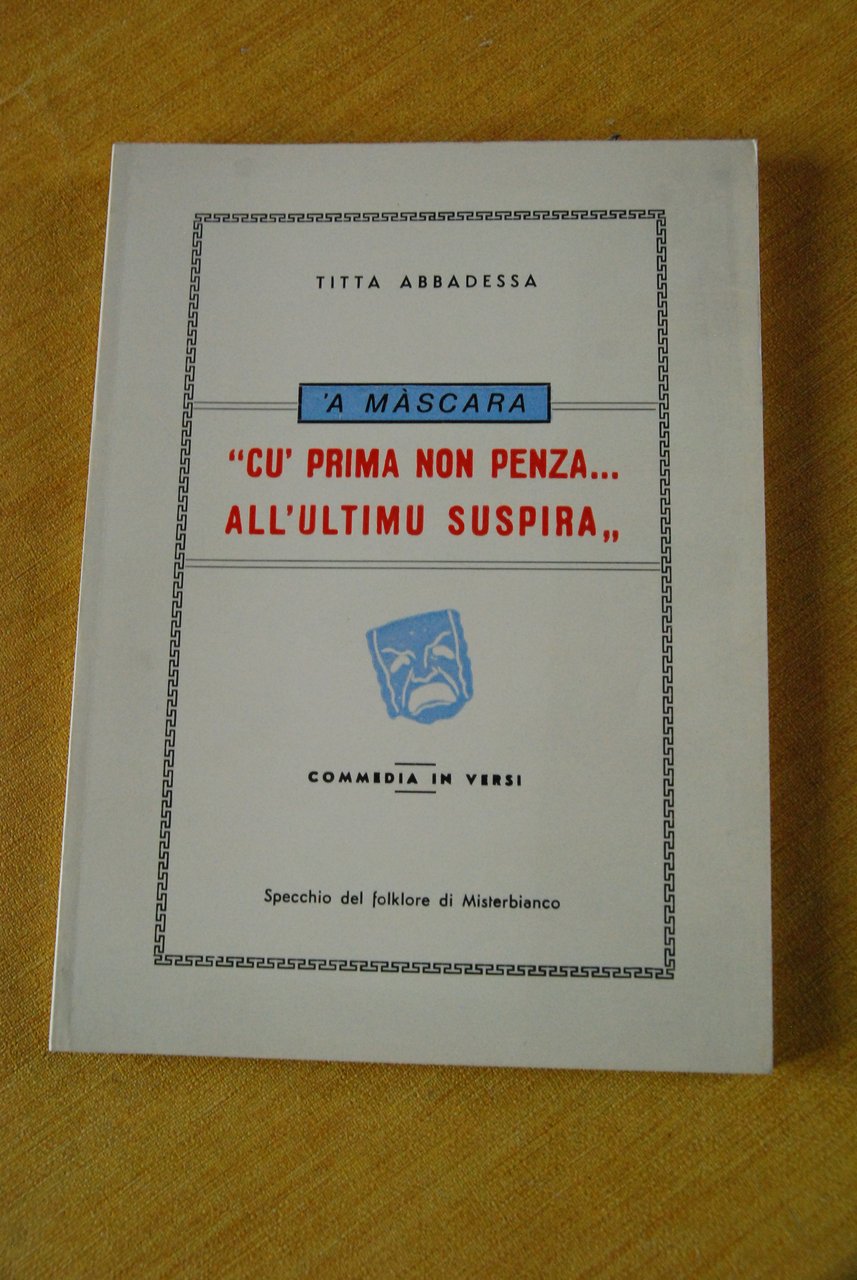 TITTA ABBADESSA
'A MÀSCARA
“CU' PRIMA NON PENZA...
ALL'ULTIMU SUSPIRA„
COMMEDIA IN VERSI
Specchio del folklore di Misterbianco